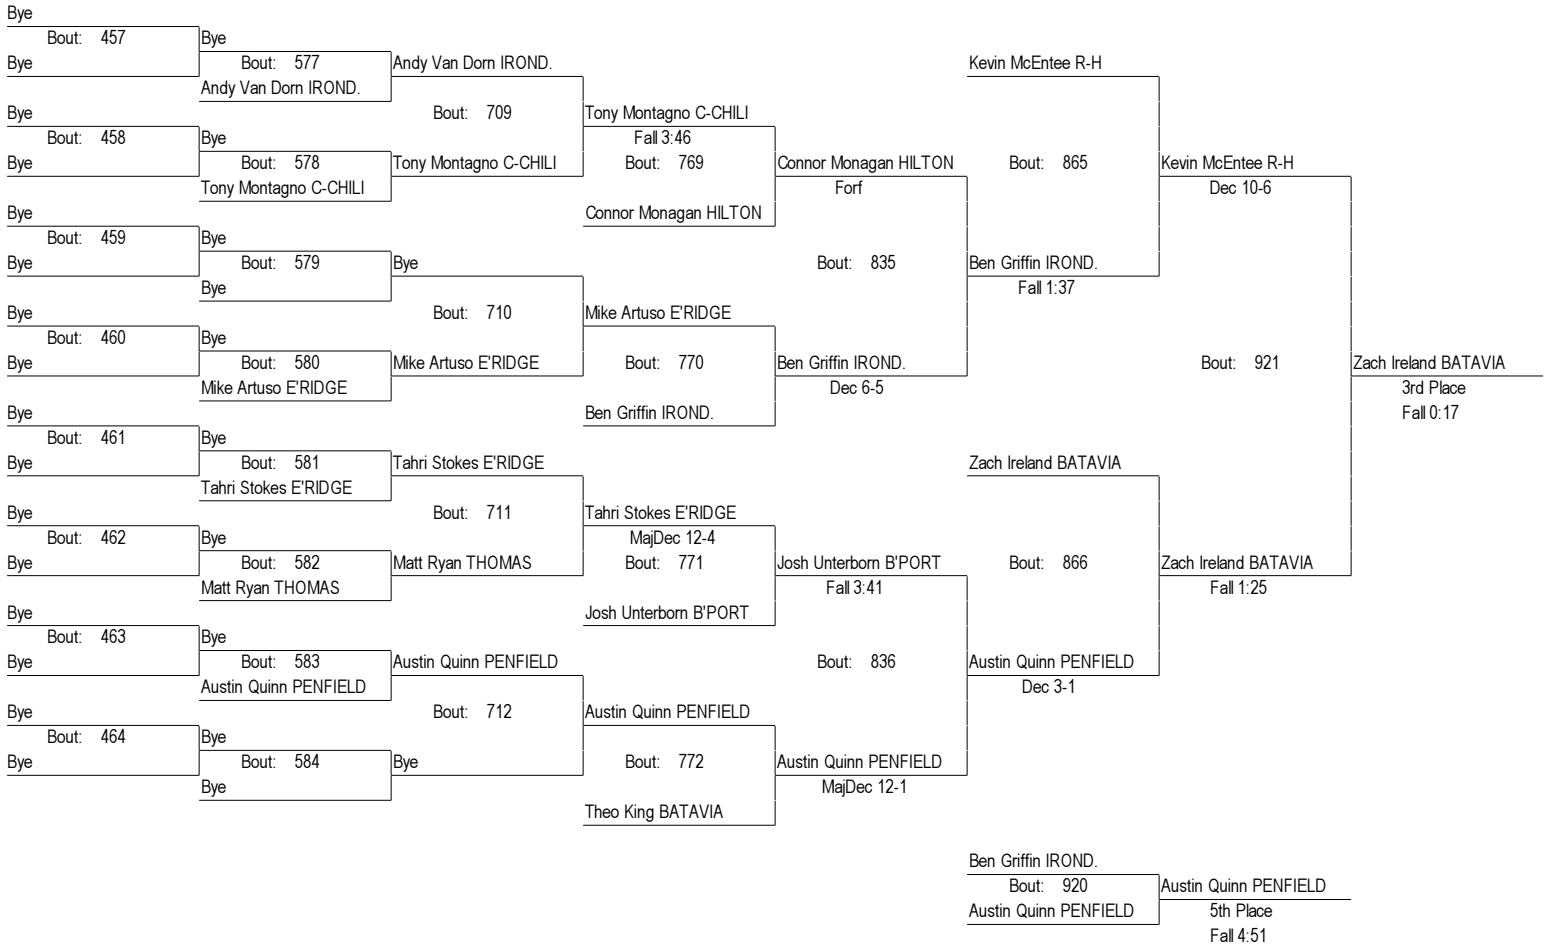 Bye
Bout: 457 Bye
Bye Bout: 577 Andy Van Dorn IROND. Kevin McEntee R-H
Andy Van Dorn IROND.
Bye Bout: 709 Tony Montagno C-CHILI
Bout: 458 Bye Fall 3:46
Bye Bout: 578 Tony Montagno C-CHILI Bout: 769 Connor Monagan HILTON Bout: 865 Kevin McEntee R-H
Tony Montagno C-CHILI Forf Dec 10-6
Bye Connor Monagan HILTON
Bout: 459 Bye
Bye Bout: 579 Bye Bout: 835 Ben Griffin IROND.
Bye Fall 1:37
Bye Bout: 710 Mike Artuso E'RIDGE
Bout: 460 Bye
Bye Bout: 580 Mike Artuso E'RIDGE Bout: 770 Ben Griffin IROND. Bout: 921 Zach Ireland BATAVIA
Mike Artuso E'RIDGE Dec 6-5 3rd Place
Bye Ben Griffin IROND. Fall 0:17
Bout: 461 Bye
Bye Bout: 581 Tahri Stokes E'RIDGE Zach Ireland BATAVIA
Tahri Stokes E'RIDGE
Bye Bout: 711 Tahri Stokes E'RIDGE
Bout: 462 Bye MajDec 12-4
Bye Bout: 582 Matt Ryan THOMAS Bout: 771 Josh Unterborn B'PORT Bout: 866 Zach Ireland BATAVIA
Matt Ryan THOMAS Fall 3:41 Fall 1:25
Bye Josh Unterborn B'PORT
Bout: 463 Bye
Bye Bout: 583 Austin Quinn PENFIELD Bout: 836 Austin Quinn PENFIELD
Austin Quinn PENFIELD Dec 3-1
Bye Bout: 712 Austin Quinn PENFIELD
Bout: 464 Bye
Bye Bout: 584 Bye Bout: 772 Austin Quinn PENFIELD
Bye MajDec 12-1
Theo King BATAVIA
Ben Griffin IROND.
Bout: 920 Austin Quinn PENFIELD
Austin Quinn PENFIELD 5th Place
Fall 4:51